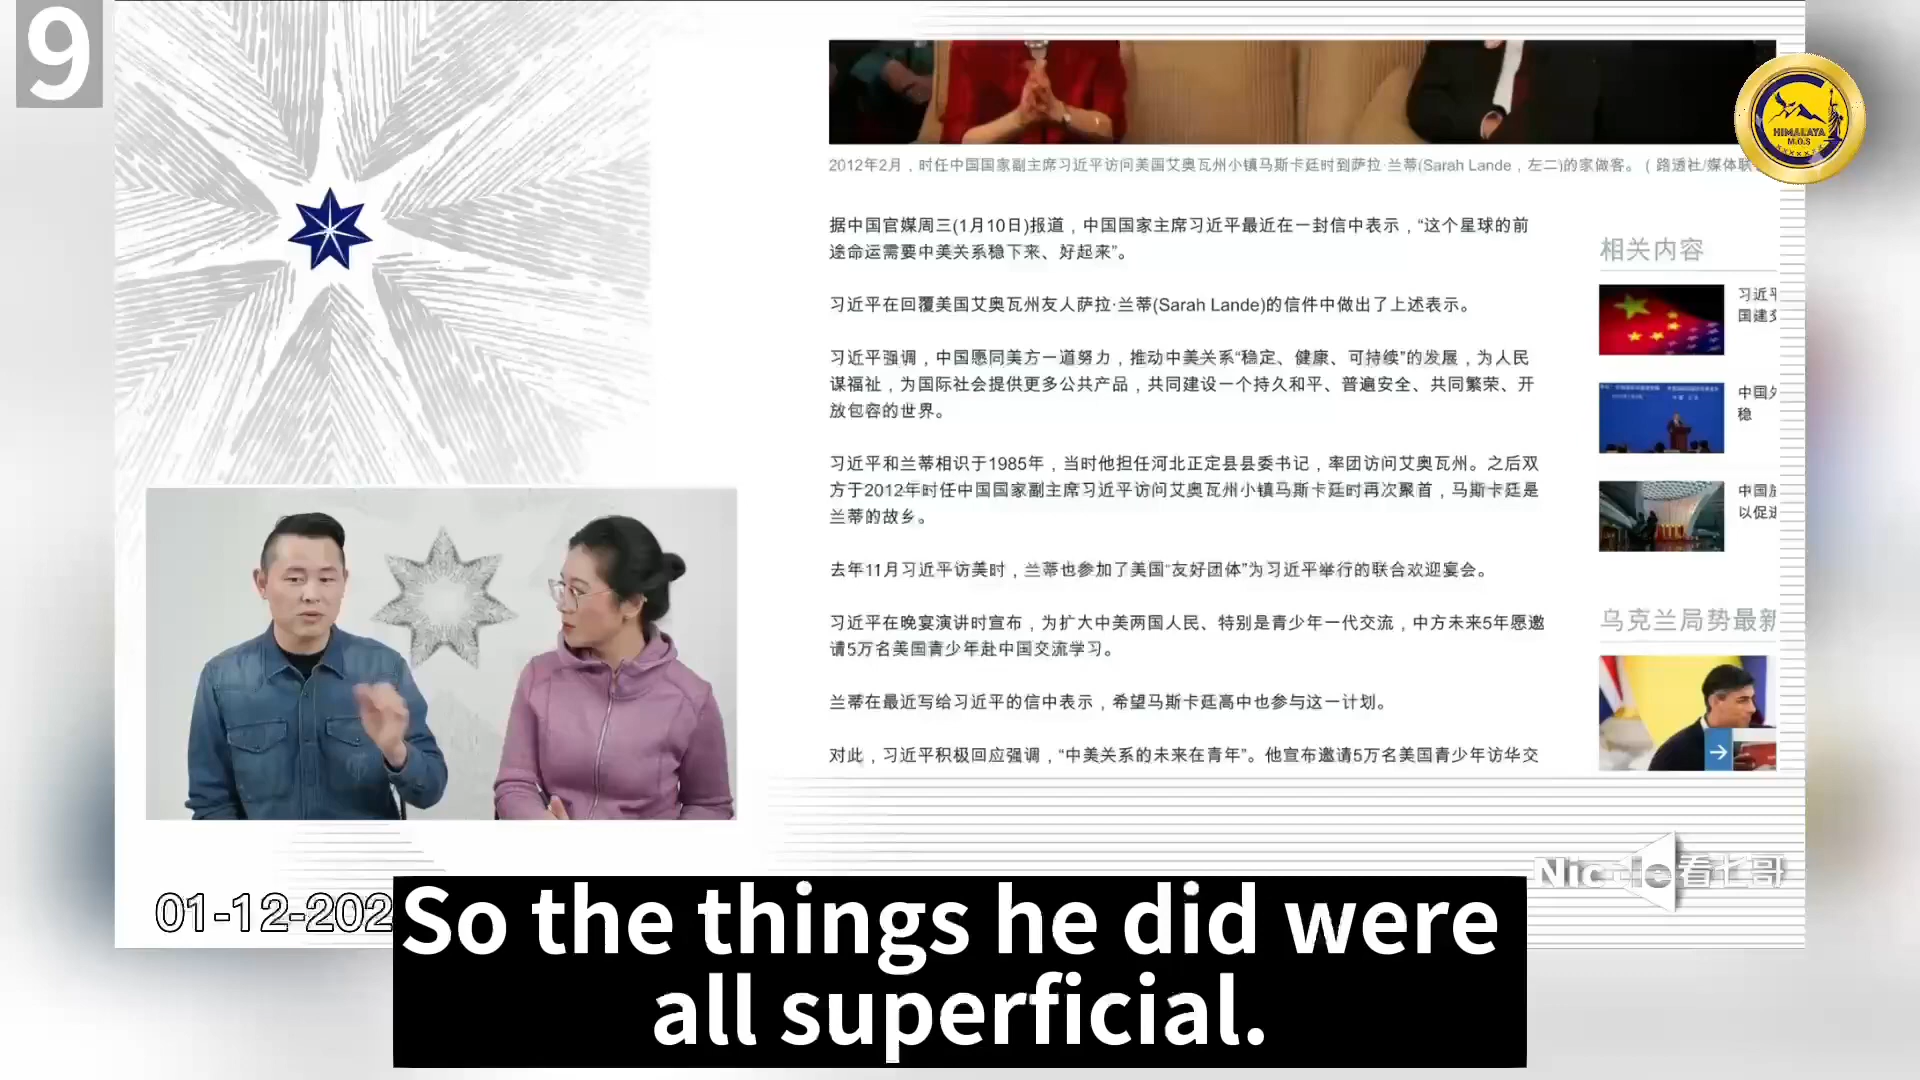 9
HIMALAYA
M.O.S
2012年2月，时任中国国家副主席习近平访问美国艾奥瓦州小镇马斯卡廷时到萨拉·兰蒂(Sarah Lande，左二)的家做客。（路透社/媒体联
据中国官媒周三(1月10日)报道，中国国家主席习近平最近在一封信中表示，“这个星球的前
途命运需要中美关系稳下来、好起来”。
习近平在回覆美国艾奥瓦州友人萨拉·兰蒂(Sarah Lande)的信件中做出了上述表示。
习近平强调，中国愿同美方一道努力，推动中美关系“稳定、健康、可持续”的发展，为人民
谋福祉，为国际社会提供更多公共产品，共同建设一个持久和平、普遍安全、共同繁荣、开
放包容的世界。
习近平和兰蒂相识于1985年，当时他担任河北正定县县委书记，率团访问艾奥瓦州。之后双
方于2012年时任中国国家副主席习近平访问艾奥瓦州小镇马斯卡廷时再次聚首，马斯卡廷是
兰蒂的故乡。
去年11月习近平访美时，兰蒂也参加了美国“友好团体”为习近平举行的联合欢迎宴会。
习近平在晚宴演讲时宣布，为扩大中美两国人民、特别是青少年一代交流，中方未来5年愿邀
请5万名美国青少年赴中国交流学习。
兰蒂在最近写给习近平的信中表示，希望马斯卡廷高中也参与这一计划。
对此，习近平积极回应强调，“中美关系的未来在青年”。他宣布邀请5万名美国青少年访华交
相关内容
习近平
国建交
中国外
稳
中国
以促进
乌克兰局势最新
Nicole看七哥
01-12-202
So the things he did were
all superficial.